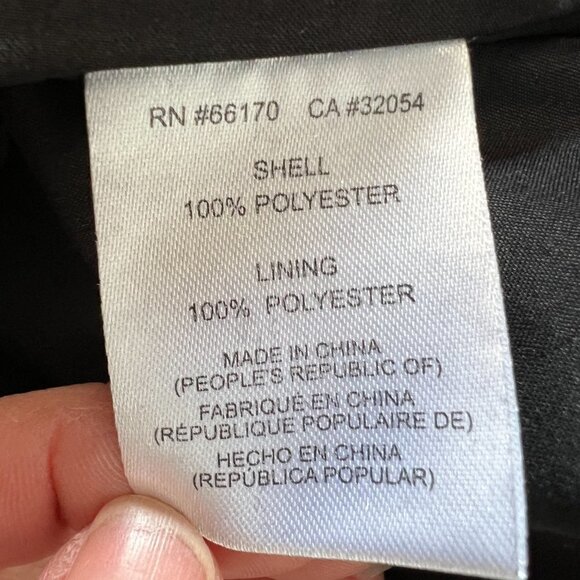 RN #66170 CA #32054
SHELL
100% POLYESTER
LINING
100% POLYESTER
MADE IN CHINA
(PEOPLE'S REPUBLIC OF)
FABRIQUÉ EN CHINA
(RÉPUBLIQUE POPULAIRE DE)
HECHO EN CHINA
(REPÚBLICA POPULAR)